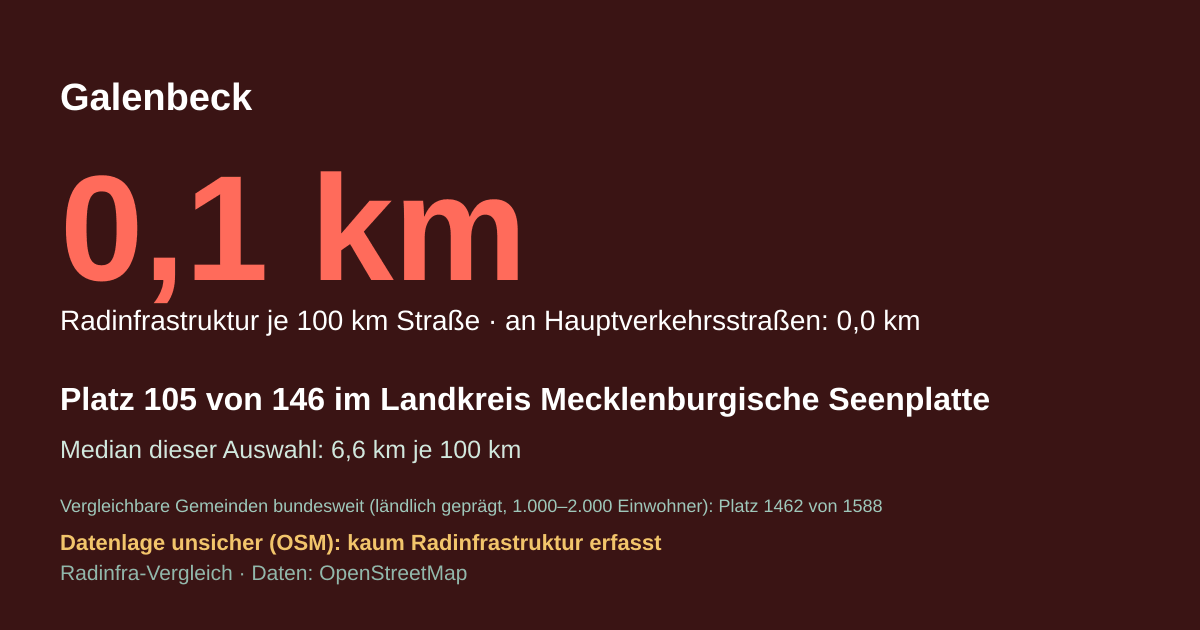 Galenbeck
0,1 km
Radinfrastruktur je 100 km Straße · an Hauptverkehrsstraßen: 0,0 km
Platz 105 von 146 im Landkreis Mecklenburgische Seenplatte
Median dieser Auswahl: 6,6 km je 100 km
Vergleichbare Gemeinden bundesweit (ländlich geprägt, 1.000–2.000 Einwohner): Platz 1462 von 1588
Datenlage unsicher (OSM): kaum Radinfrastruktur erfasst
Radinfra-Vergleich · Daten: OpenStreetMap